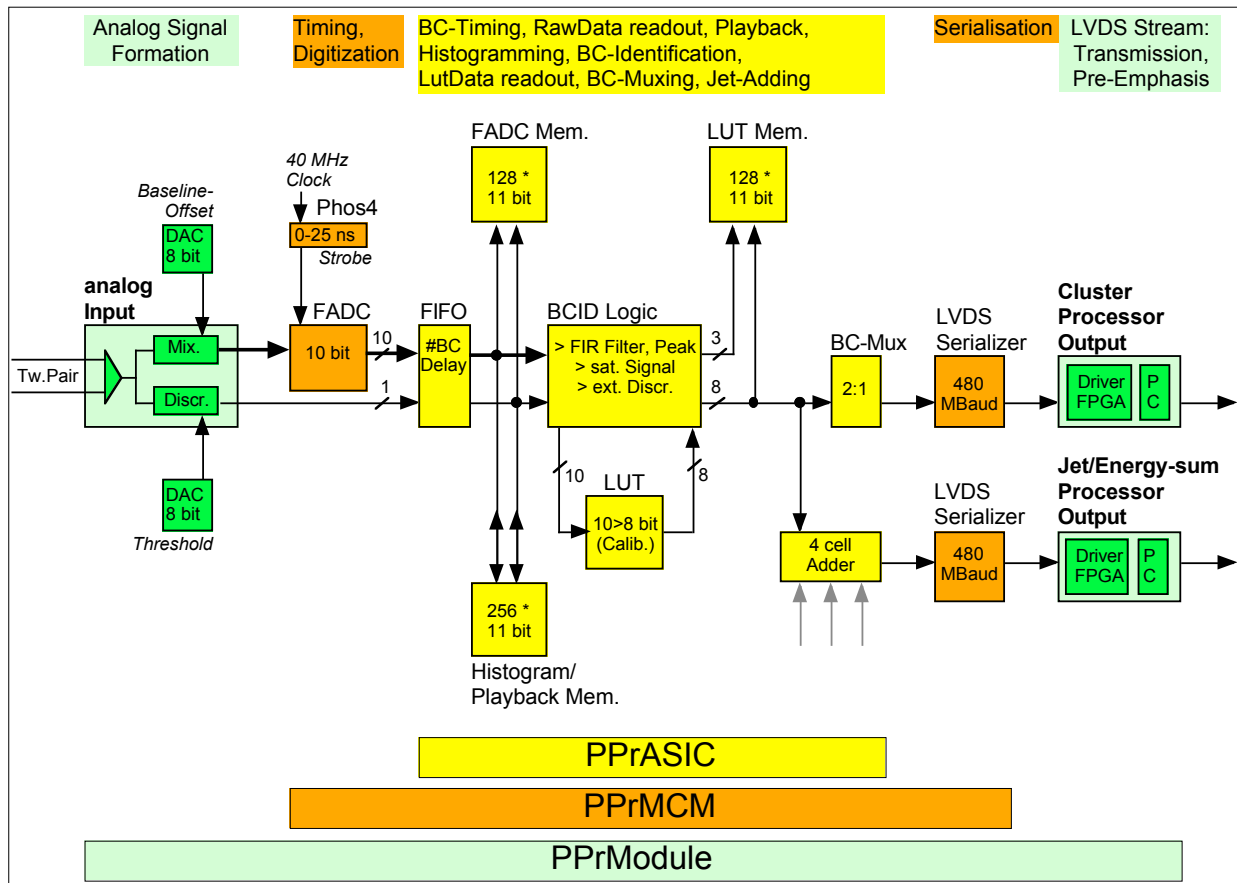 Analog Signal
Formation
Timing,
Digitization
BC-Timing, RawData readout, Playback,
Histogramming, BC-Identification,
LutData readout, BC-Muxing, Jet-Adding
Serialisation
LVDS Stream:
Transmission,
Pre-Emphasis
FADC Mem.
128 *
11 bit
LUT Mem.
128 *
11 bit
40 MHz
Clock
Phos4
0-25 ns
Strobe
Baseline-
Offset
DAC
8 bit
analog
Input
Mix.
Discr.
Tw.Pair
DAC
8 bit
Threshold
FADC
10 bit
10
1
FIFO
#BC
Delay
BCID Logic
> FIR Filter, Peak
> sat. Signal
> ext. Discr.
3
8
10
8
LUT
10>8 bit
(Calib.)
256 *
11 bit
Histogram/
Playback Mem.
BC-Mux
2:1
LVDS
Serializer
480
MBaud
Cluster
Processor
Output
Driver
FPGA
P
C
4 cell
Adder
LVDS
Serializer
480
MBaud
Jet/Energy-sum
Processor
Output
Driver
FPGA
P
C
PPrASIC
PPrMCM
PPrModule